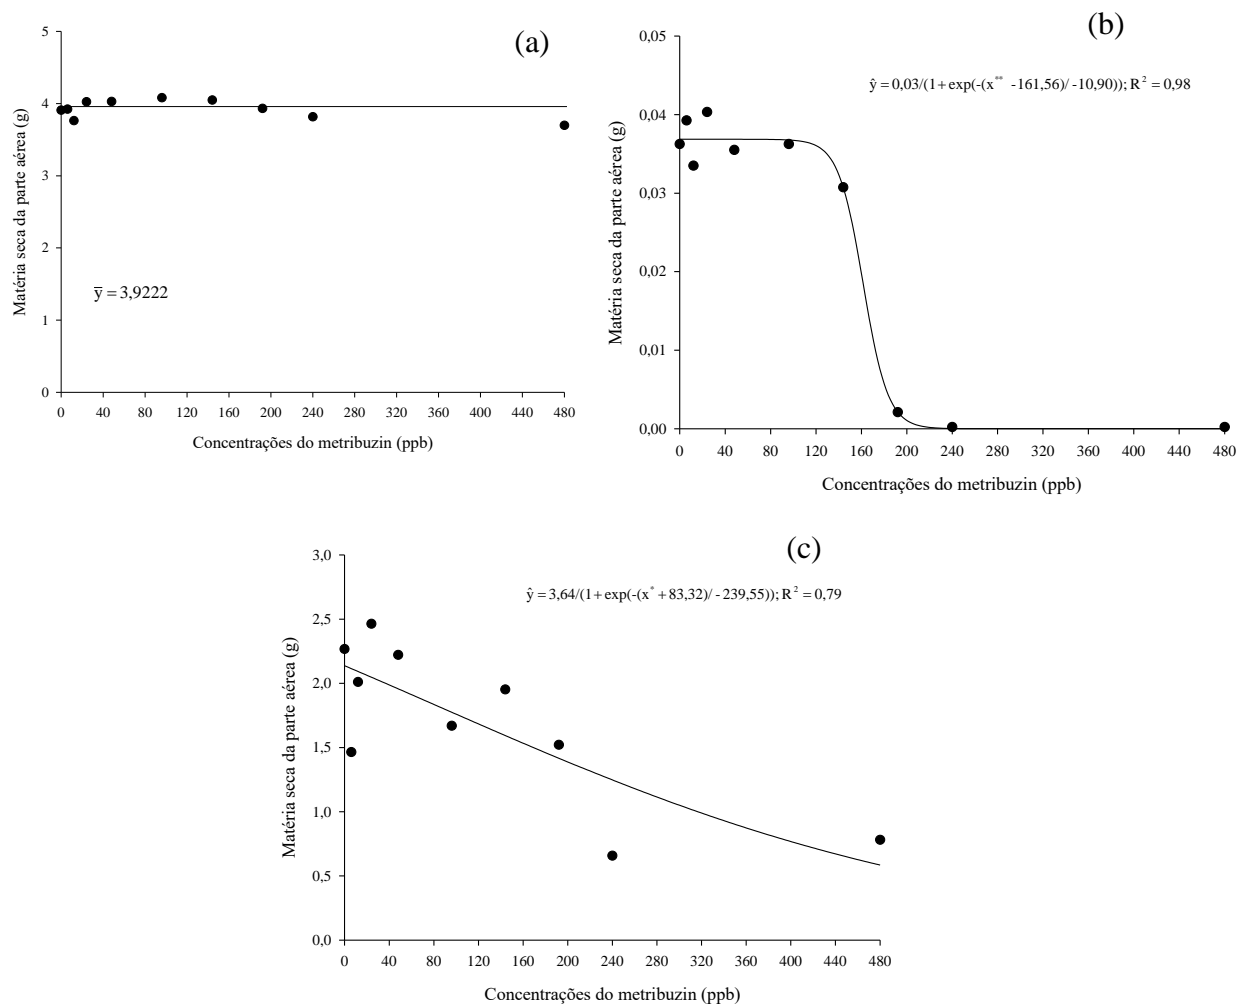 (a)
Matéria seca da parte aérea (g)
5
4
3
2
1
0
y̅ = 3,9222
0 40 80 120 160 200 240 280 320 360 400 440 480
Concentrações do metribuzin (ppb)
(b)
Matéria seca da parte aérea (g)
0,05
0,04
0,03
0,02
0,01
0,00
ŷ = 0,03/(1+exp(-(x** -161,56)/ -10,90)); R² = 0,98
0 40 80 120 160 200 240 280 320 360 400 440 480
Concentrações do metribuzin (ppb)
(c)
Matéria seca da parte aérea (g)
3,0
2,5
2,0
1,5
1,0
0,5
0,0
ŷ = 3,64/(1+exp(-(x* +83,32)/ -239,55)); R² = 0,79
0 40 80 120 160 200 240 280 320 360 400 440 480
Concentrações do metribuzin (ppb)